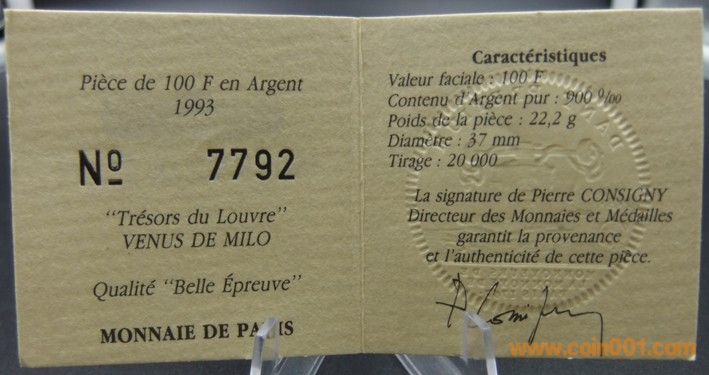 Pièce de 100 F en Argent
1993
Nº 7792
"Trésors du Louvre"
VENUS DE MILO
Qualité "Belle Épreuve"
MONNAIE DE PARIS
Caractéristiques
Valeur faciale : 100 F
Contenu d'Argent pur : 900 º/₀₀
Poids de la pièce : 22,2 g
Diamètre : 37 mm
Tirage : 20 000
La signature de Pierre CONSIGNY
Directeur des Monnaies et Médailles
garantit la provenance
et l'authenticité de cette pièce.
www.coin001.com